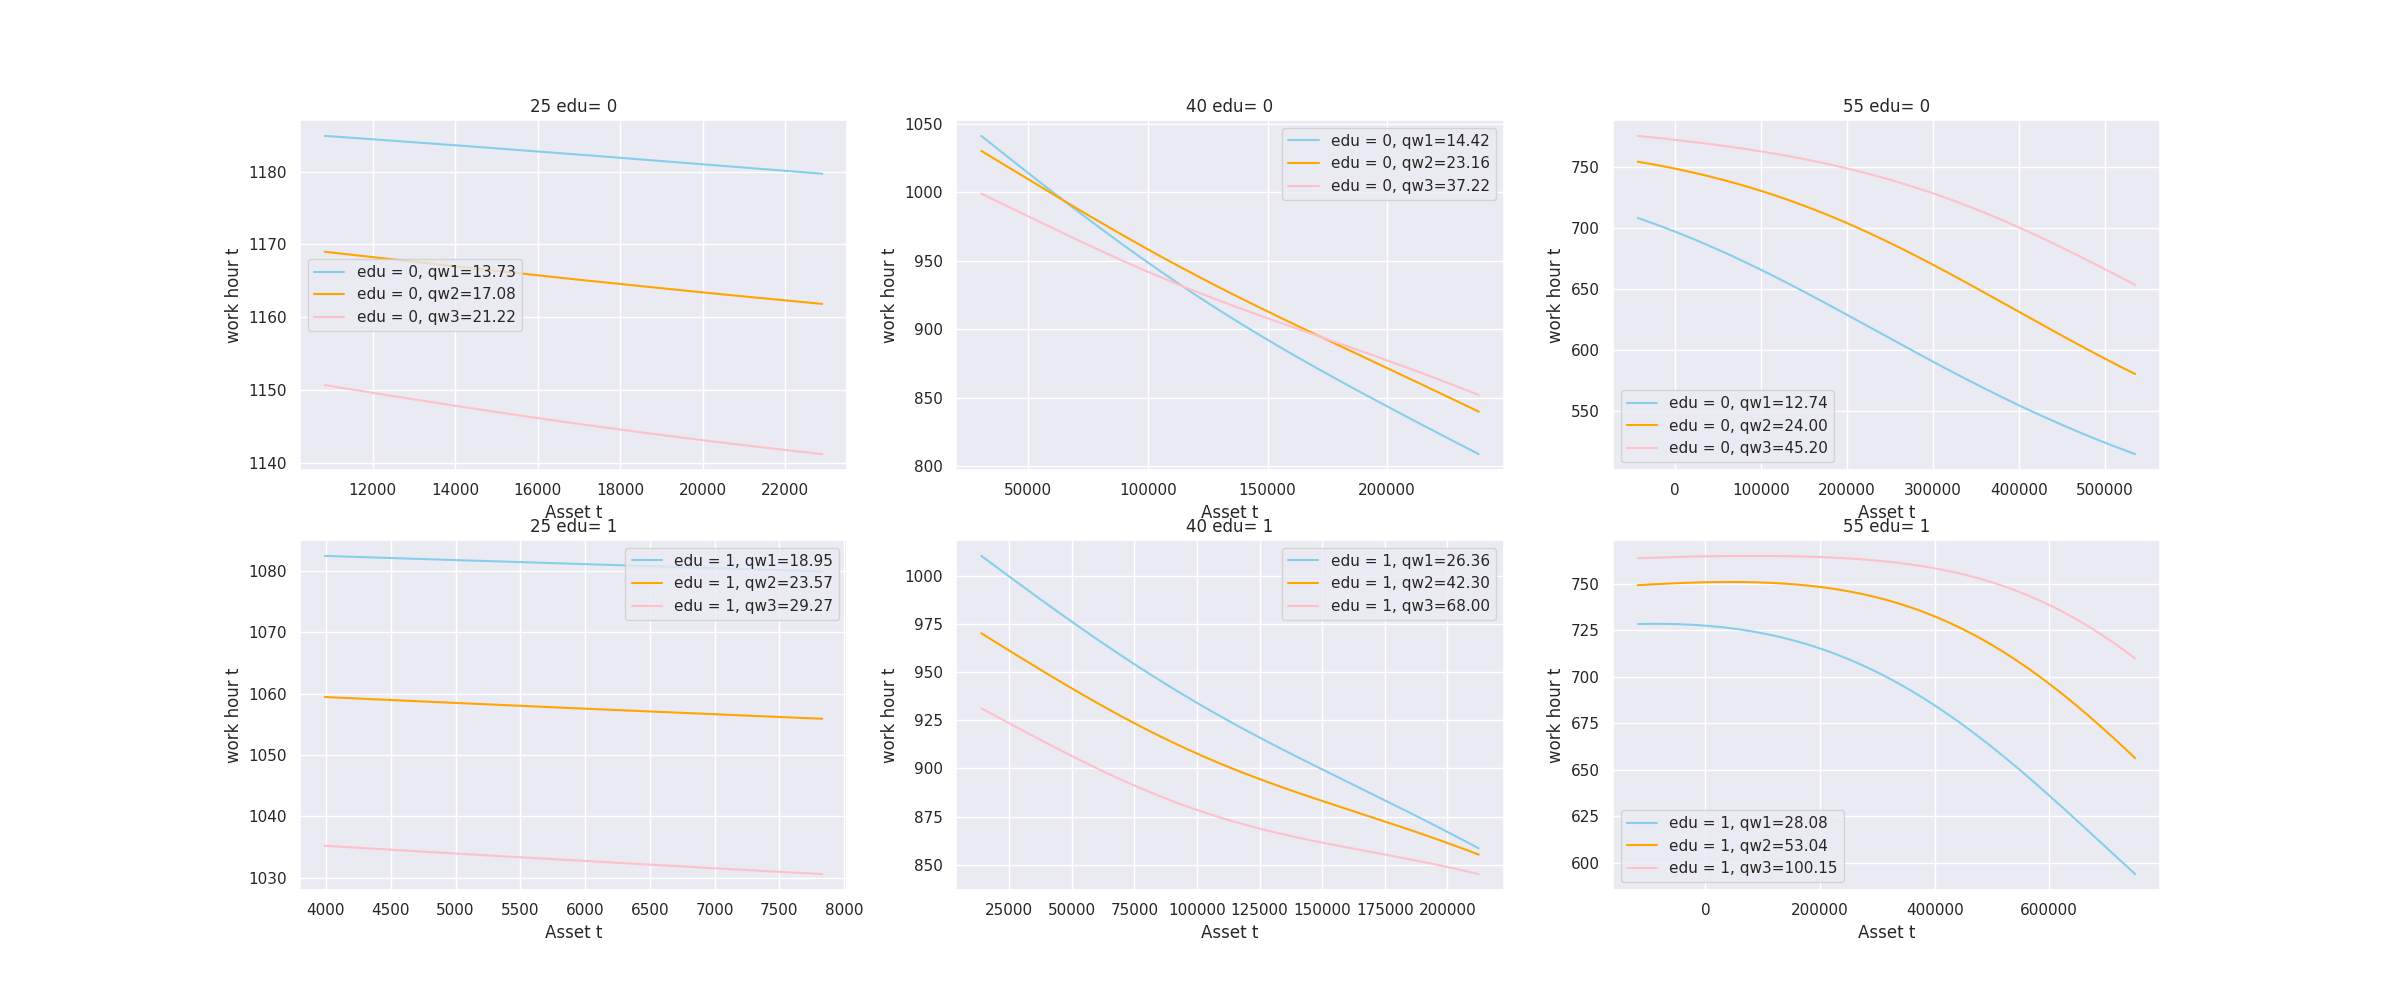 25 edu= 0
work hour t
1180
1170
1160
1150
1140
edu = 0, qw1=13.73
edu = 0, qw2=17.08
edu = 0, qw3=21.22
12000 14000 16000 18000 20000 22000
Asset t
40 edu= 0
work hour t
1050
1000
950
900
850
800
edu = 0, qw1=14.42
edu = 0, qw2=23.16
edu = 0, qw3=37.22
50000 100000 150000 200000
Asset t
55 edu= 0
work hour t
750
700
650
600
550
edu = 0, qw1=12.74
edu = 0, qw2=24.00
edu = 0, qw3=45.20
0 100000 200000 300000 400000 500000
Asset t
25 edu= 1
work hour t
1080
1070
1060
1050
1040
1030
edu = 1, qw1=18.95
edu = 1, qw2=23.57
edu = 1, qw3=29.27
4000 4500 5000 5500 6000 6500 7000 7500 8000
Asset t
40 edu= 1
work hour t
1000
975
950
925
900
875
850
edu = 1, qw1=26.36
edu = 1, qw2=42.30
edu = 1, qw3=68.00
25000 50000 75000 100000 125000 150000 175000 200000
Asset t
55 edu= 1
work hour t
750
725
700
675
650
625
600
edu = 1, qw1=28.08
edu = 1, qw2=53.04
edu = 1, qw3=100.15
0 200000 400000 600000
Asset t